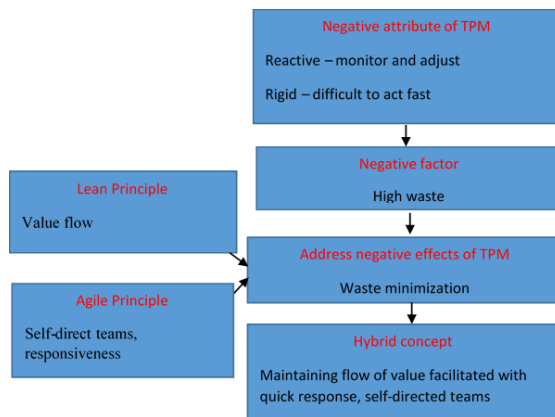 Negative attribute of TPM
Reactive – monitor and adjust
Rigid – difficult to act fast
Negative factor
High waste
Lean Principle
Value flow
Address negative effects of TPM
Waste minimization
Agile Principle
Self-direct teams,
responsiveness
Hybrid concept
Maintaining flow of value facilitated with
quick response, self-directed teams